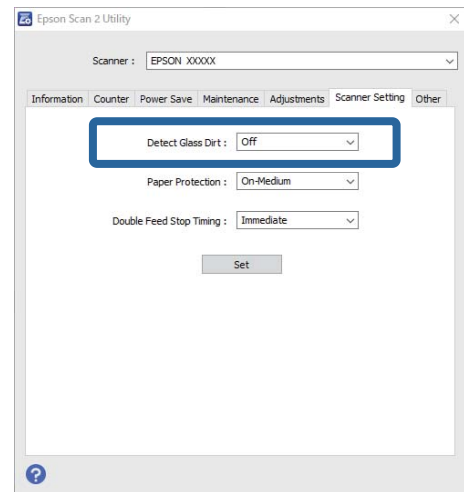 Epson Scan 2 Utility
Scanner : EPSON XXXXX
Information Counter Power Save Maintenance Adjustments Scanner Setting Other
Detect Glass Dirt : Off
Paper Protection : On-Medium
Double Feed Stop Timing : Immediate
Set
?